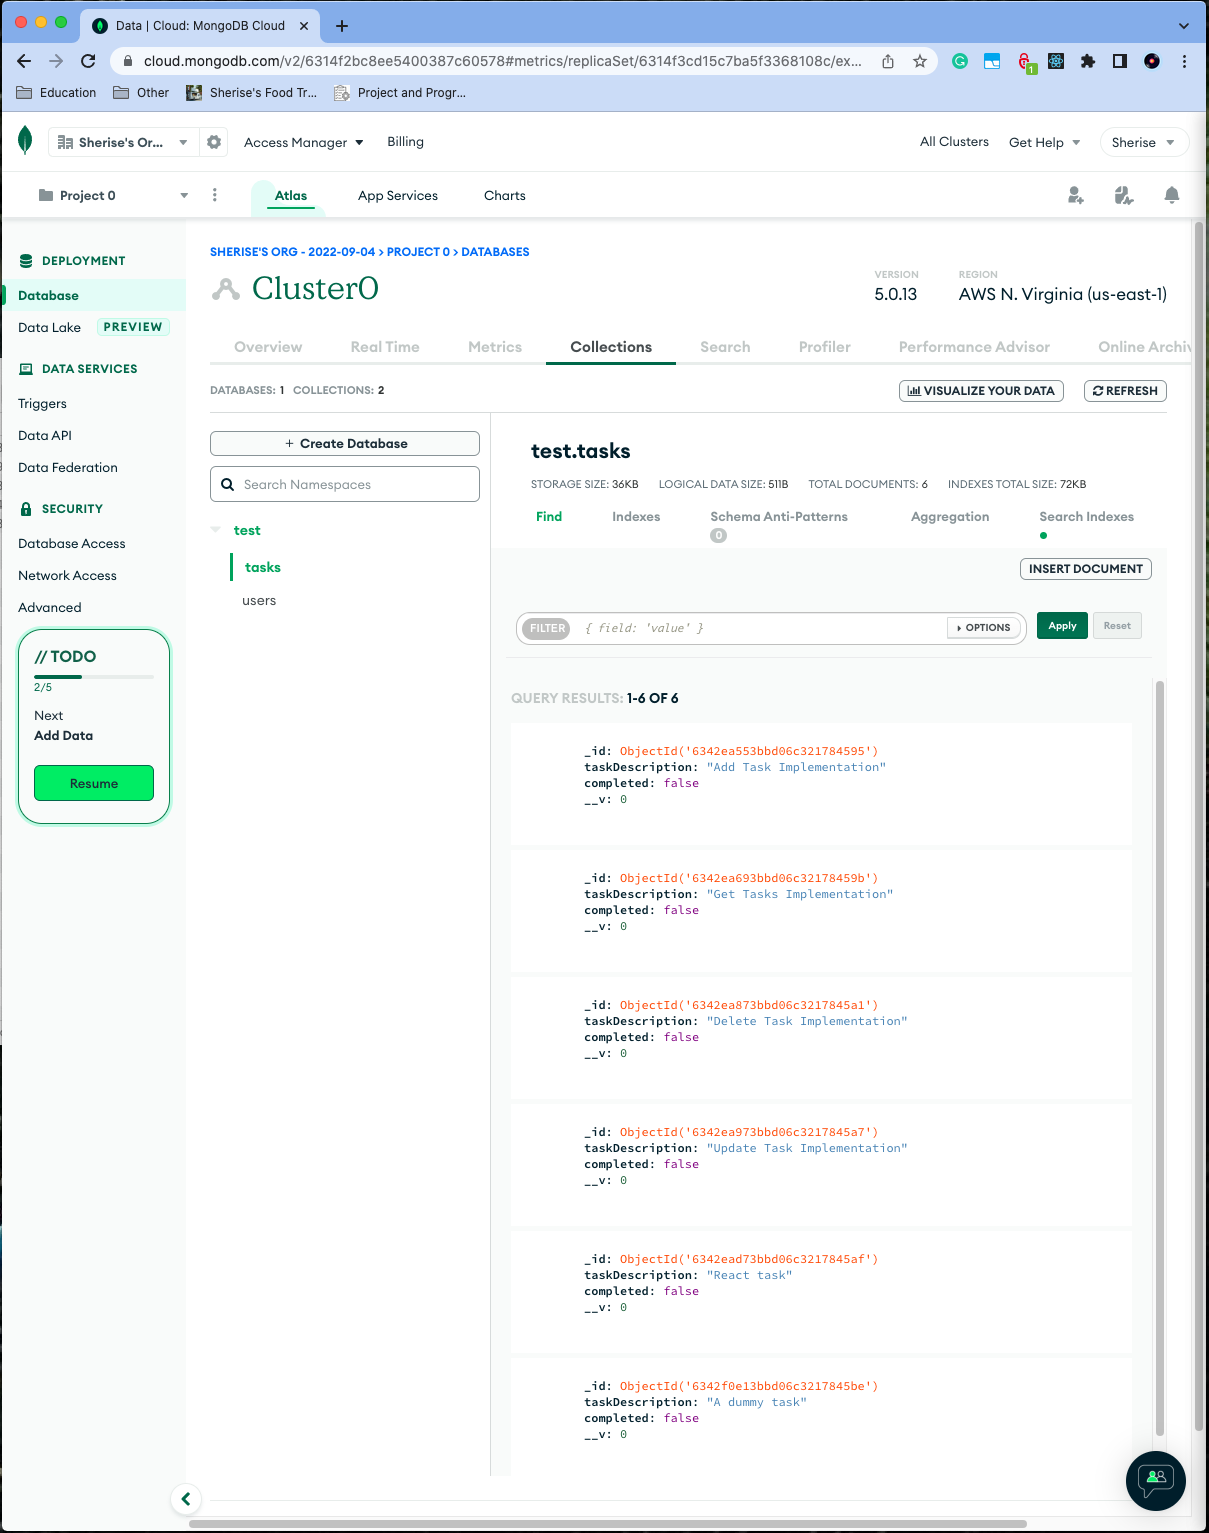 Data | Cloud: MongoDB Cloud
cloud.mongodb.com/v2/6314f2bc8ee5400387c60578#metrics/replicaSet/6314f3cd15c7ba5f3368108c/ex...
1
Education Other Sherise's Food Tr... Project and Progr...
Sherise's Or... Access Manager Billing All Clusters Get Help Sherise
Project 0 Atlas App Services Charts
DEPLOYMENT
Database
Data Lake PREVIEW
DATA SERVICES
Triggers
Data API
Data Federation
SECURITY
Database Access
Network Access
Advanced
// TODO
2/5
Next
Add Data
Resume
SHERISE'S ORG - 2022-09-04 > PROJECT 0 > DATABASES
Cluster0
VERSION
5.0.13
REGION
AWS N. Virginia (us-east-1)
Overview Real Time Metrics Collections Search Profiler Performance Advisor Online Archiv
DATABASES: 1 COLLECTIONS: 2
VISUALIZE YOUR DATA REFRESH
+ Create Database
Search Namespaces
test
tasks
users
test.tasks
STORAGE SIZE: 36KB LOGICAL DATA SIZE: 511B TOTAL DOCUMENTS: 6 INDEXES TOTAL SIZE: 72KB
Find Indexes Schema Anti-Patterns Aggregation Search Indexes
0
INSERT DOCUMENT
FILTER { field: 'value' } OPTIONS Apply Reset
QUERY RESULTS: 1-6 OF 6
_id: ObjectId('6342ea553bbd06c321784595')
taskDescription: "Add Task Implementation"
completed: false
__v: 0
_id: ObjectId('6342ea693bbd06c32178459b')
taskDescription: "Get Tasks Implementation"
completed: false
__v: 0
_id: ObjectId('6342ea873bbd06c3217845a1')
taskDescription: "Delete Task Implementation"
completed: false
__v: 0
_id: ObjectId('6342ea973bbd06c3217845a7')
taskDescription: "Update Task Implementation"
completed: false
__v: 0
_id: ObjectId('6342ead73bbd06c3217845af')
taskDescription: "React task"
completed: false
__v: 0
_id: ObjectId('6342f0e13bbd06c3217845be')
taskDescription: "A dummy task"
completed: false
__v: 0